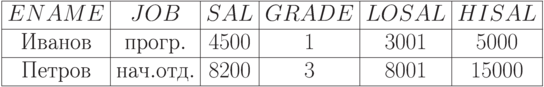 ENAME JOB SAL GRADE LOSAL HISAL
Иванов прогр. 4500 1 3001 5000
Петров нач.отд. 8200 3 8001 15000